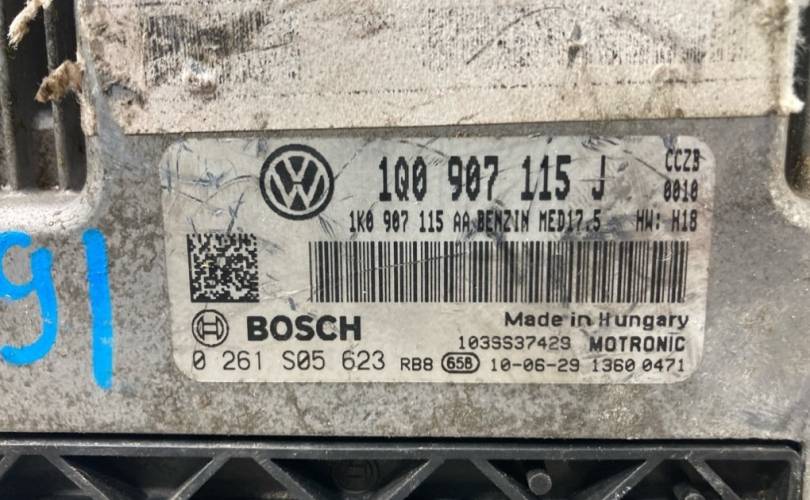 1Q0 907 115 J
CCZB
0010
1K0 907 115 AA BENZIN MED17.5 HW: H18
91
BOSCH
Made in Hungary
1039S37429 MOTRONIC
0 261 S05 623 RB8 658 10-06-29 1360 0471